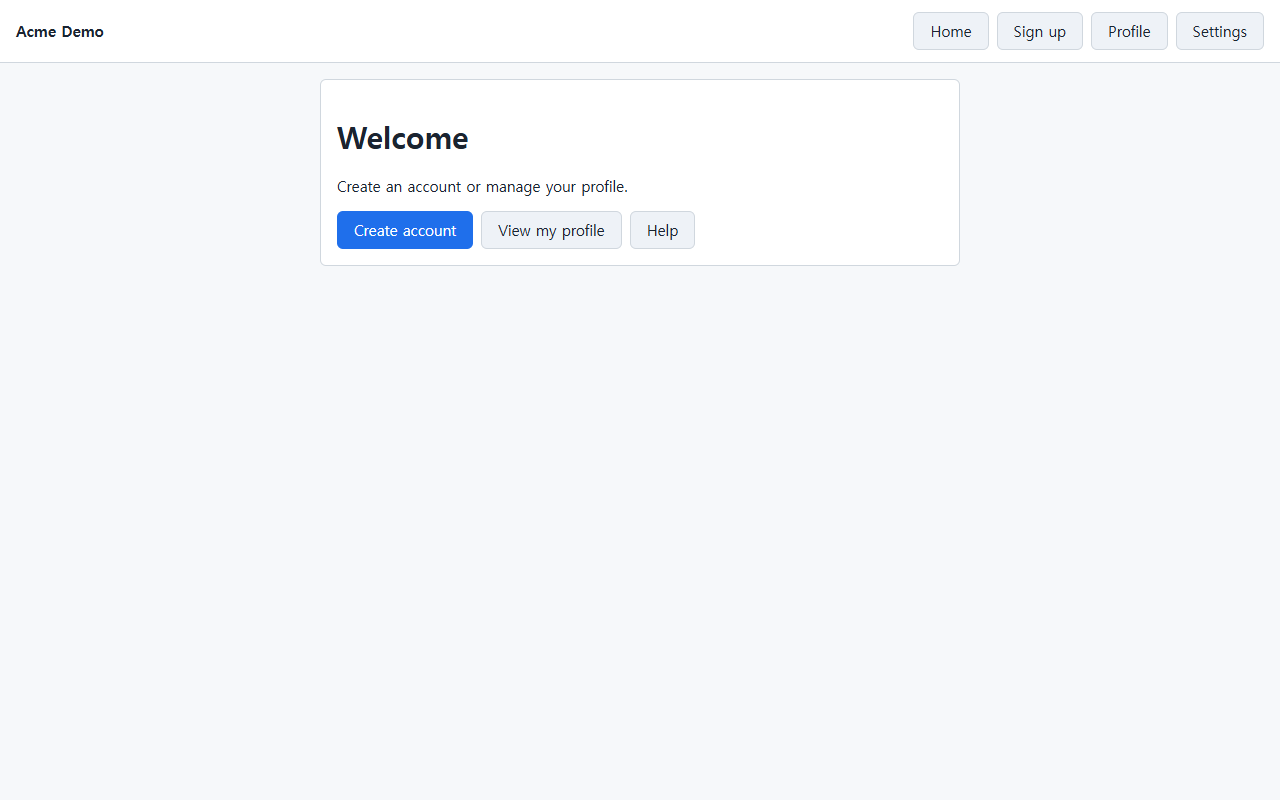 Acme Demo
Home
Sign up
Profile
Settings
Welcome
Create an account or manage your profile.
Create account
View my profile
Help